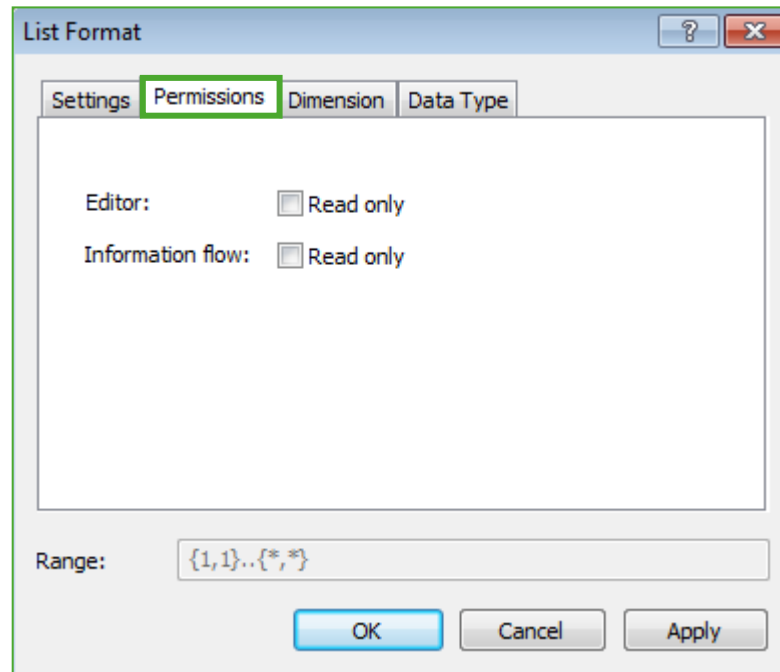 List Format
?
Settings Permissions Dimension Data Type
Editor: Read only
Information flow: Read only
Range: {1,1}..{*,*}
OK Cancel Apply